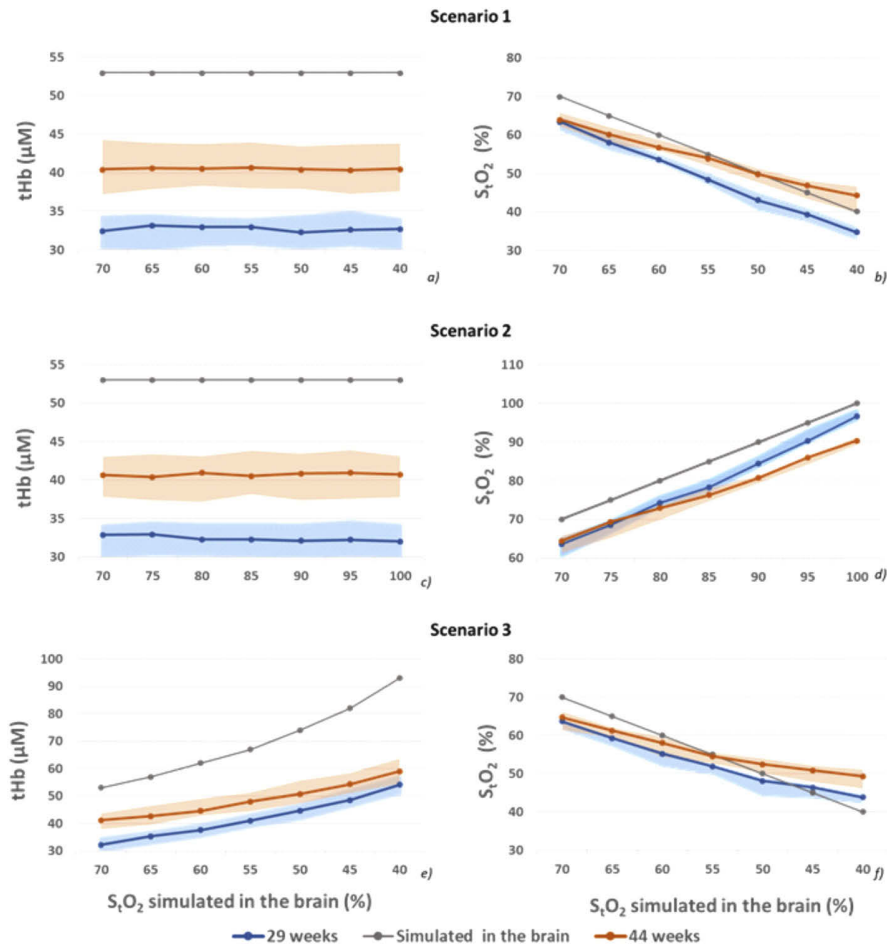 Scenario 1
tHb (µM)
55
50
45
40
35
30
70 65 60 55 50 45 40
a)
StO2 (%)
80
70
60
50
40
30
70 65 60 55 50 45 40
b)
Scenario 2
tHb (µM)
55
50
45
40
35
30
70 75 80 85 90 95 100
c)
StO2 (%)
110
100
90
80
70
60
70 75 80 85 90 95 100
d)
Scenario 3
tHb (µM)
100
90
80
70
60
50
40
30
70 65 60 55 50 45 40
e)
StO2 simulated in the brain (%)
StO2 (%)
80
70
60
50
40
30
70 65 60 55 50 45 40
f)
StO2 simulated in the brain (%)
29 weeks Simulated in the brain 44 weeks